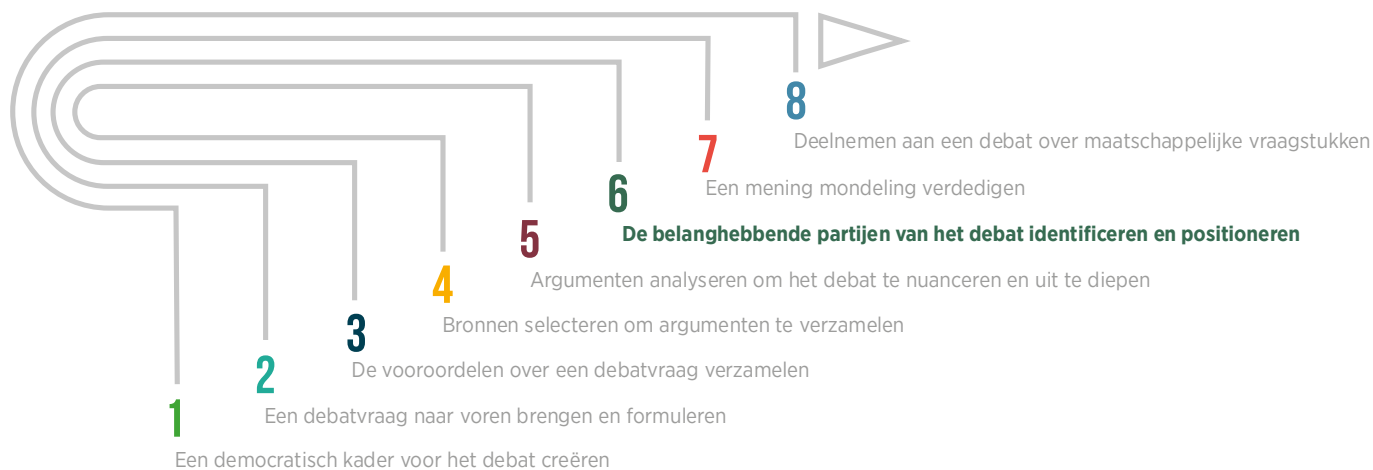 8
Deelnemen aan een debat over maatschappelijke vraagstukken
7
Een mening mondeling verdedigen
6
De belanghebbende partijen van het debat identificeren en positioneren
5
Argumenten analyseren om het debat te nuanceren en uit te diepen
4
Bronnen selecteren om argumenten te verzamelen
3
De vooroordelen over een debatvraag verzamelen
2
Een debatvraag naar voren brengen en formuleren
1
Een democratisch kader voor het debat creëren